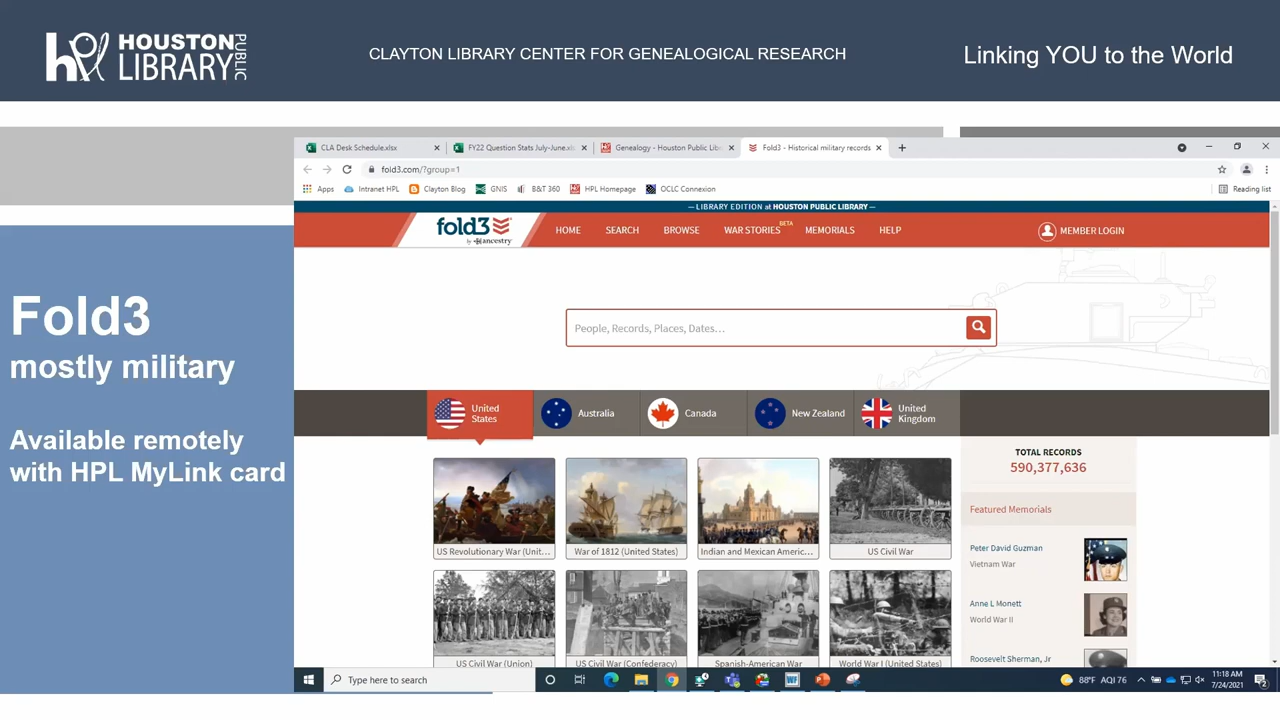 HOUSTON
LIBRARY
PUBLIC
CLAYTON LIBRARY CENTER FOR GENEALOGICAL RESEARCH
Linking YOU to the World
Fold3
mostly military
Available remotely
with HPL MyLink card
CLA Desk Schedule.xlsx
FY22 Question Stats July-June.xls
Genealogy - Houston Public Lib
Fold3 - Historical military records
fold3.com/?group=1
Apps
Intranet HPL
Clayton Blog
GNIS
B&T 360
HPL Homepage
OCLC Connexion
Reading list
— LIBRARY EDITION at HOUSTON PUBLIC LIBRARY —
fold3
by ancestry
HOME
SEARCH
BROWSE
WAR STORIES
BETA
MEMORIALS
HELP
MEMBER LOGIN
People, Records, Places, Dates...
United
States
Australia
Canada
New Zealand
United
Kingdom
US Revolutionary War (Unit...
War of 1812 (United States)
Indian and Mexican Americ...
US Civil War
US Civil War (Union)
US Civil War (Confederacy)
Spanish-American War
World War I (United States)
TOTAL RECORDS
590,377,636
Featured Memorials
Peter David Guzman
Vietnam War
Anne L Monett
World War II
Roosevelt Sherman, Jr
Type here to search
88°F AQI 76
11:18 AM
7/24/2021
2